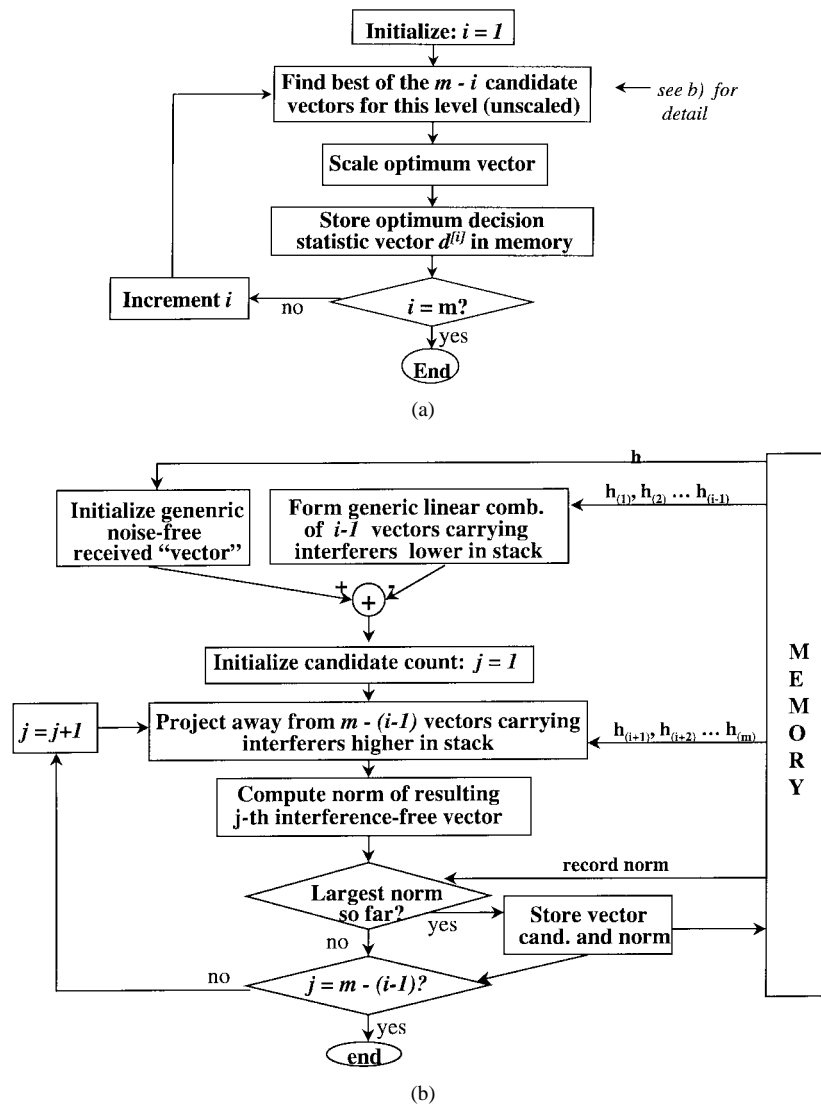 Initialize: i = 1
Find best of the m - i candidate
vectors for this level (unscaled)
see b) for
detail
Scale optimum vector
Store optimum decision
statistic vector d[i] in memory
Increment i
no
i = m?
yes
End
(a)
h
Initialize genenric
noise-free
received “vector”
Form generic linear comb.
of i-1 vectors carrying
interferers lower in stack
h(1), h(2) ... h(i-1)
+
-
+
Initialize candidate count: j = 1
M
E
M
O
R
Y
j = j+1
Project away from m - (i-1) vectors carrying
interferers higher in stack
h(i+1), h(i+2) ... h(m)
Compute norm of resulting
j-th interference-free vector
record norm
Largest norm
so far?
yes
Store vector
cand. and norm
no
no
j = m - (i-1)?
yes
end
(b)